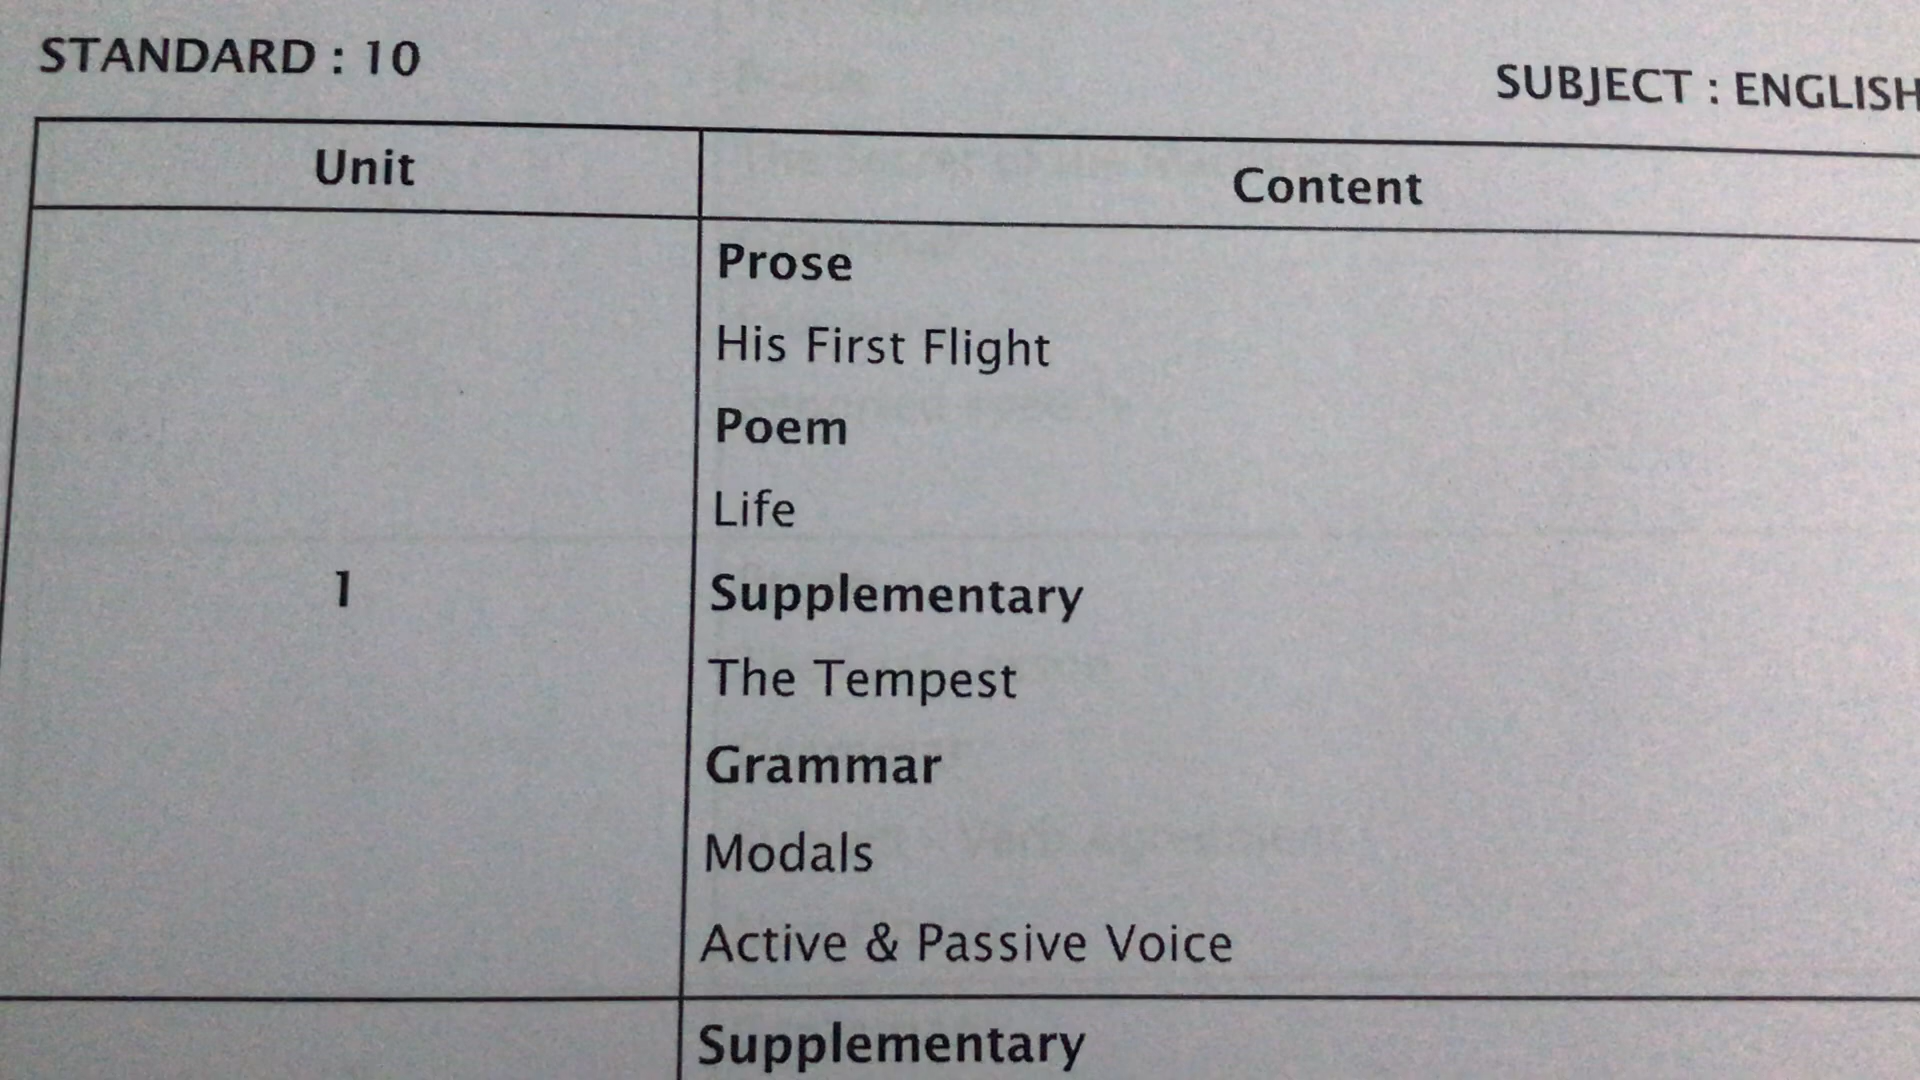 STANDARD : 10
SUBJECT : ENGLISH
Unit
Content
Prose
His First Flight
Poem
Life
1
Supplementary
The Tempest
Grammar
Modals
Active & Passive Voice
Supplementary